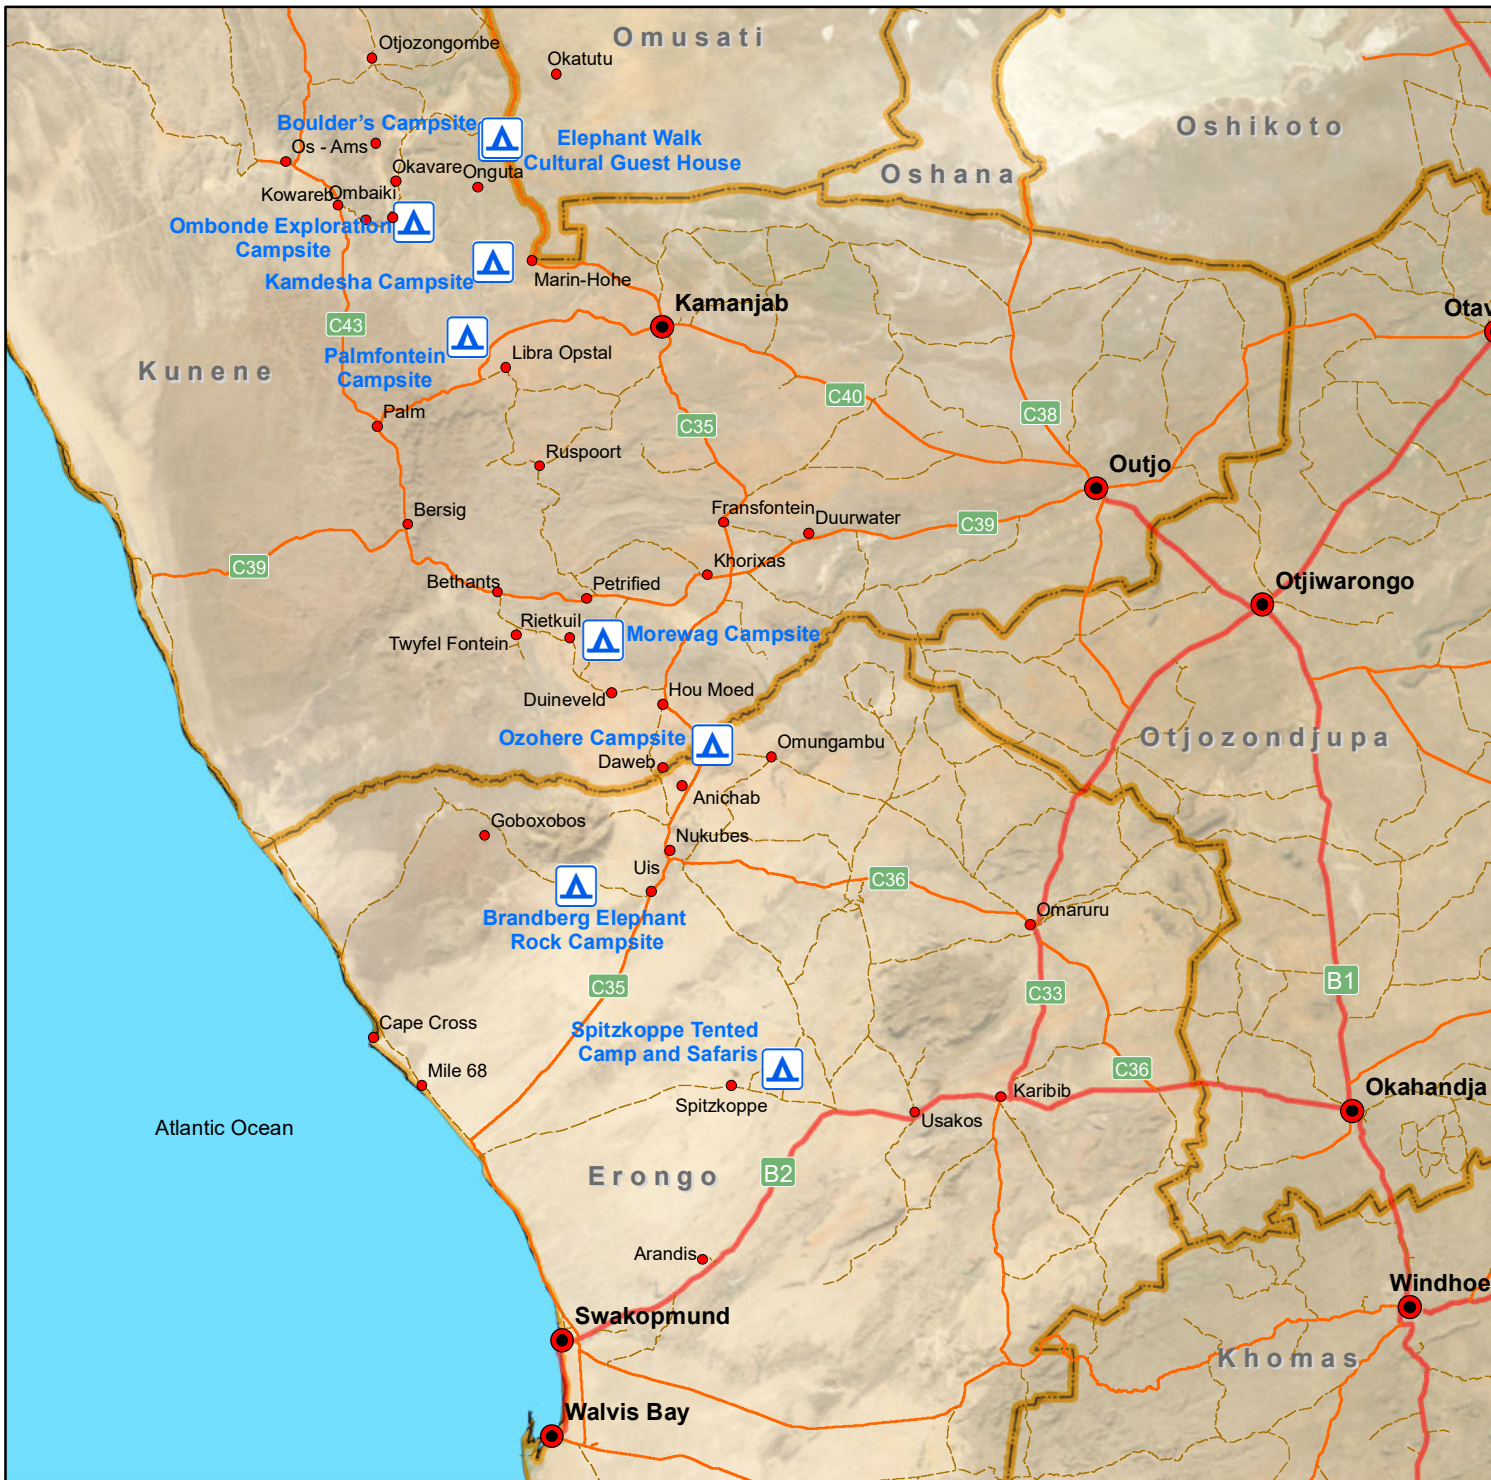 Omusati
Otjozongombe
Okatutu
Oshikoto
Boulder's Campsite
Elephant Walk
Cultural Guest House
Os - Ams
Okavare
Onguta
Oshana
Kowareb
Ombaiki
Ombonde Exploration
Campsite
Kamdesha Campsite
Marin-Hohe
Kamanjab
Otav
C43
Palmfontein
Campsite
Libra Opstal
Kunene
C40
C38
Palm
C35
Ruspoort
Outjo
Bersig
Fransfontein
Duurwater
C39
C39
Khorixas
Bethants
Petrified
Otjiwarongo
Rietkuil
Twyfel Fontein
Morewag Campsite
Duineveld
Hou Moed
Ozohere Campsite
Omungambu
Otjozondjupa
Daweb
Anichab
Goboxobos
Nukubes
Uis
C36
Brandberg Elephant
Rock Campsite
Omaruru
C35
C33
B1
Cape Cross
Spitzkoppe Tented
Camp and Safaris
Mile 68
C36
Spitzkoppe
Karibib
Okahandja
Usakos
Atlantic Ocean
Erongo
B2
Arandis
Windhoe
Swakopmund
Khomas
Walvis Bay